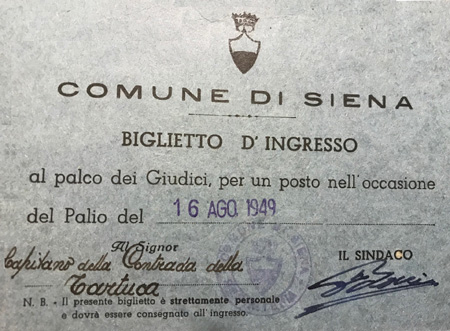 COMUNE DI SIENA
BIGLIETTO D'INGRESSO
al palco dei Giudici, per un posto nell'occasione
del Palio del 16 AGO. 1949
Al Signor
Capitano della Contrada della
Tartuca
IL SINDACO
N. B. - Il presente biglietto è strettamente personale
e dovrà essere consegnato all'ingresso.